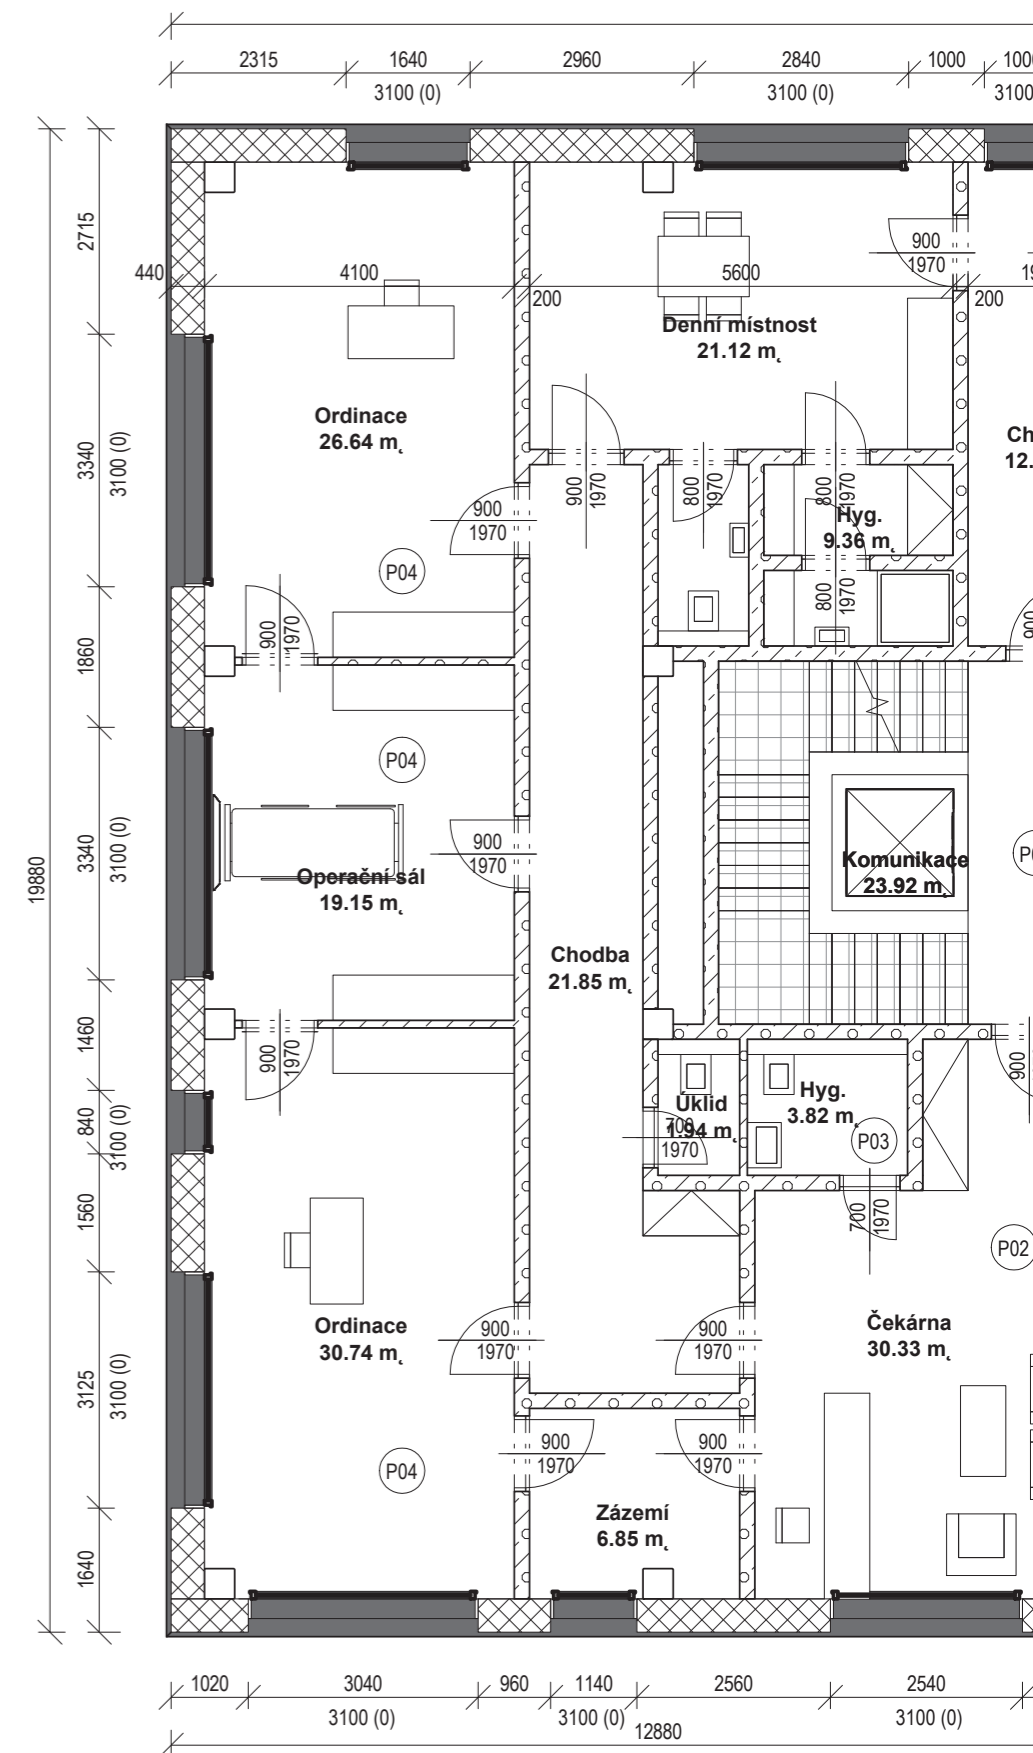 2315 1640 2960 2840 1000
3100 (0) 3100 (0) 3100
440 4100 200 5600 200
900
1970
Denní místnost
21.12 m
Ordinace
26.64 m
12.
900
1970
800
1970
800
1970
900
1970
Hyg.
9.36 m
P04
800
1970
900
1970
900
P04
900
1970
Operační sál
19.15 m
Komunikace
23.92 m
Chodba
21.85 m
900
1970
900
Úklid
1.94 m
700
1970
Hyg.
3.82 m
P03
700
1970
P02
Ordinace
30.74 m
900
1970
900
1970
Čekárna
30.33 m
P04
900
1970
900
1970
Zázemí
6.85 m
19880
2715
3340
3100 (0)
1860
3340
3100 (0)
1460
840
3100 (0)
1560
3125
3100 (0)
1640
1020 3040 960 1140 2560 2540
3100 (0) 3100 (0) 3100 (0)
12880